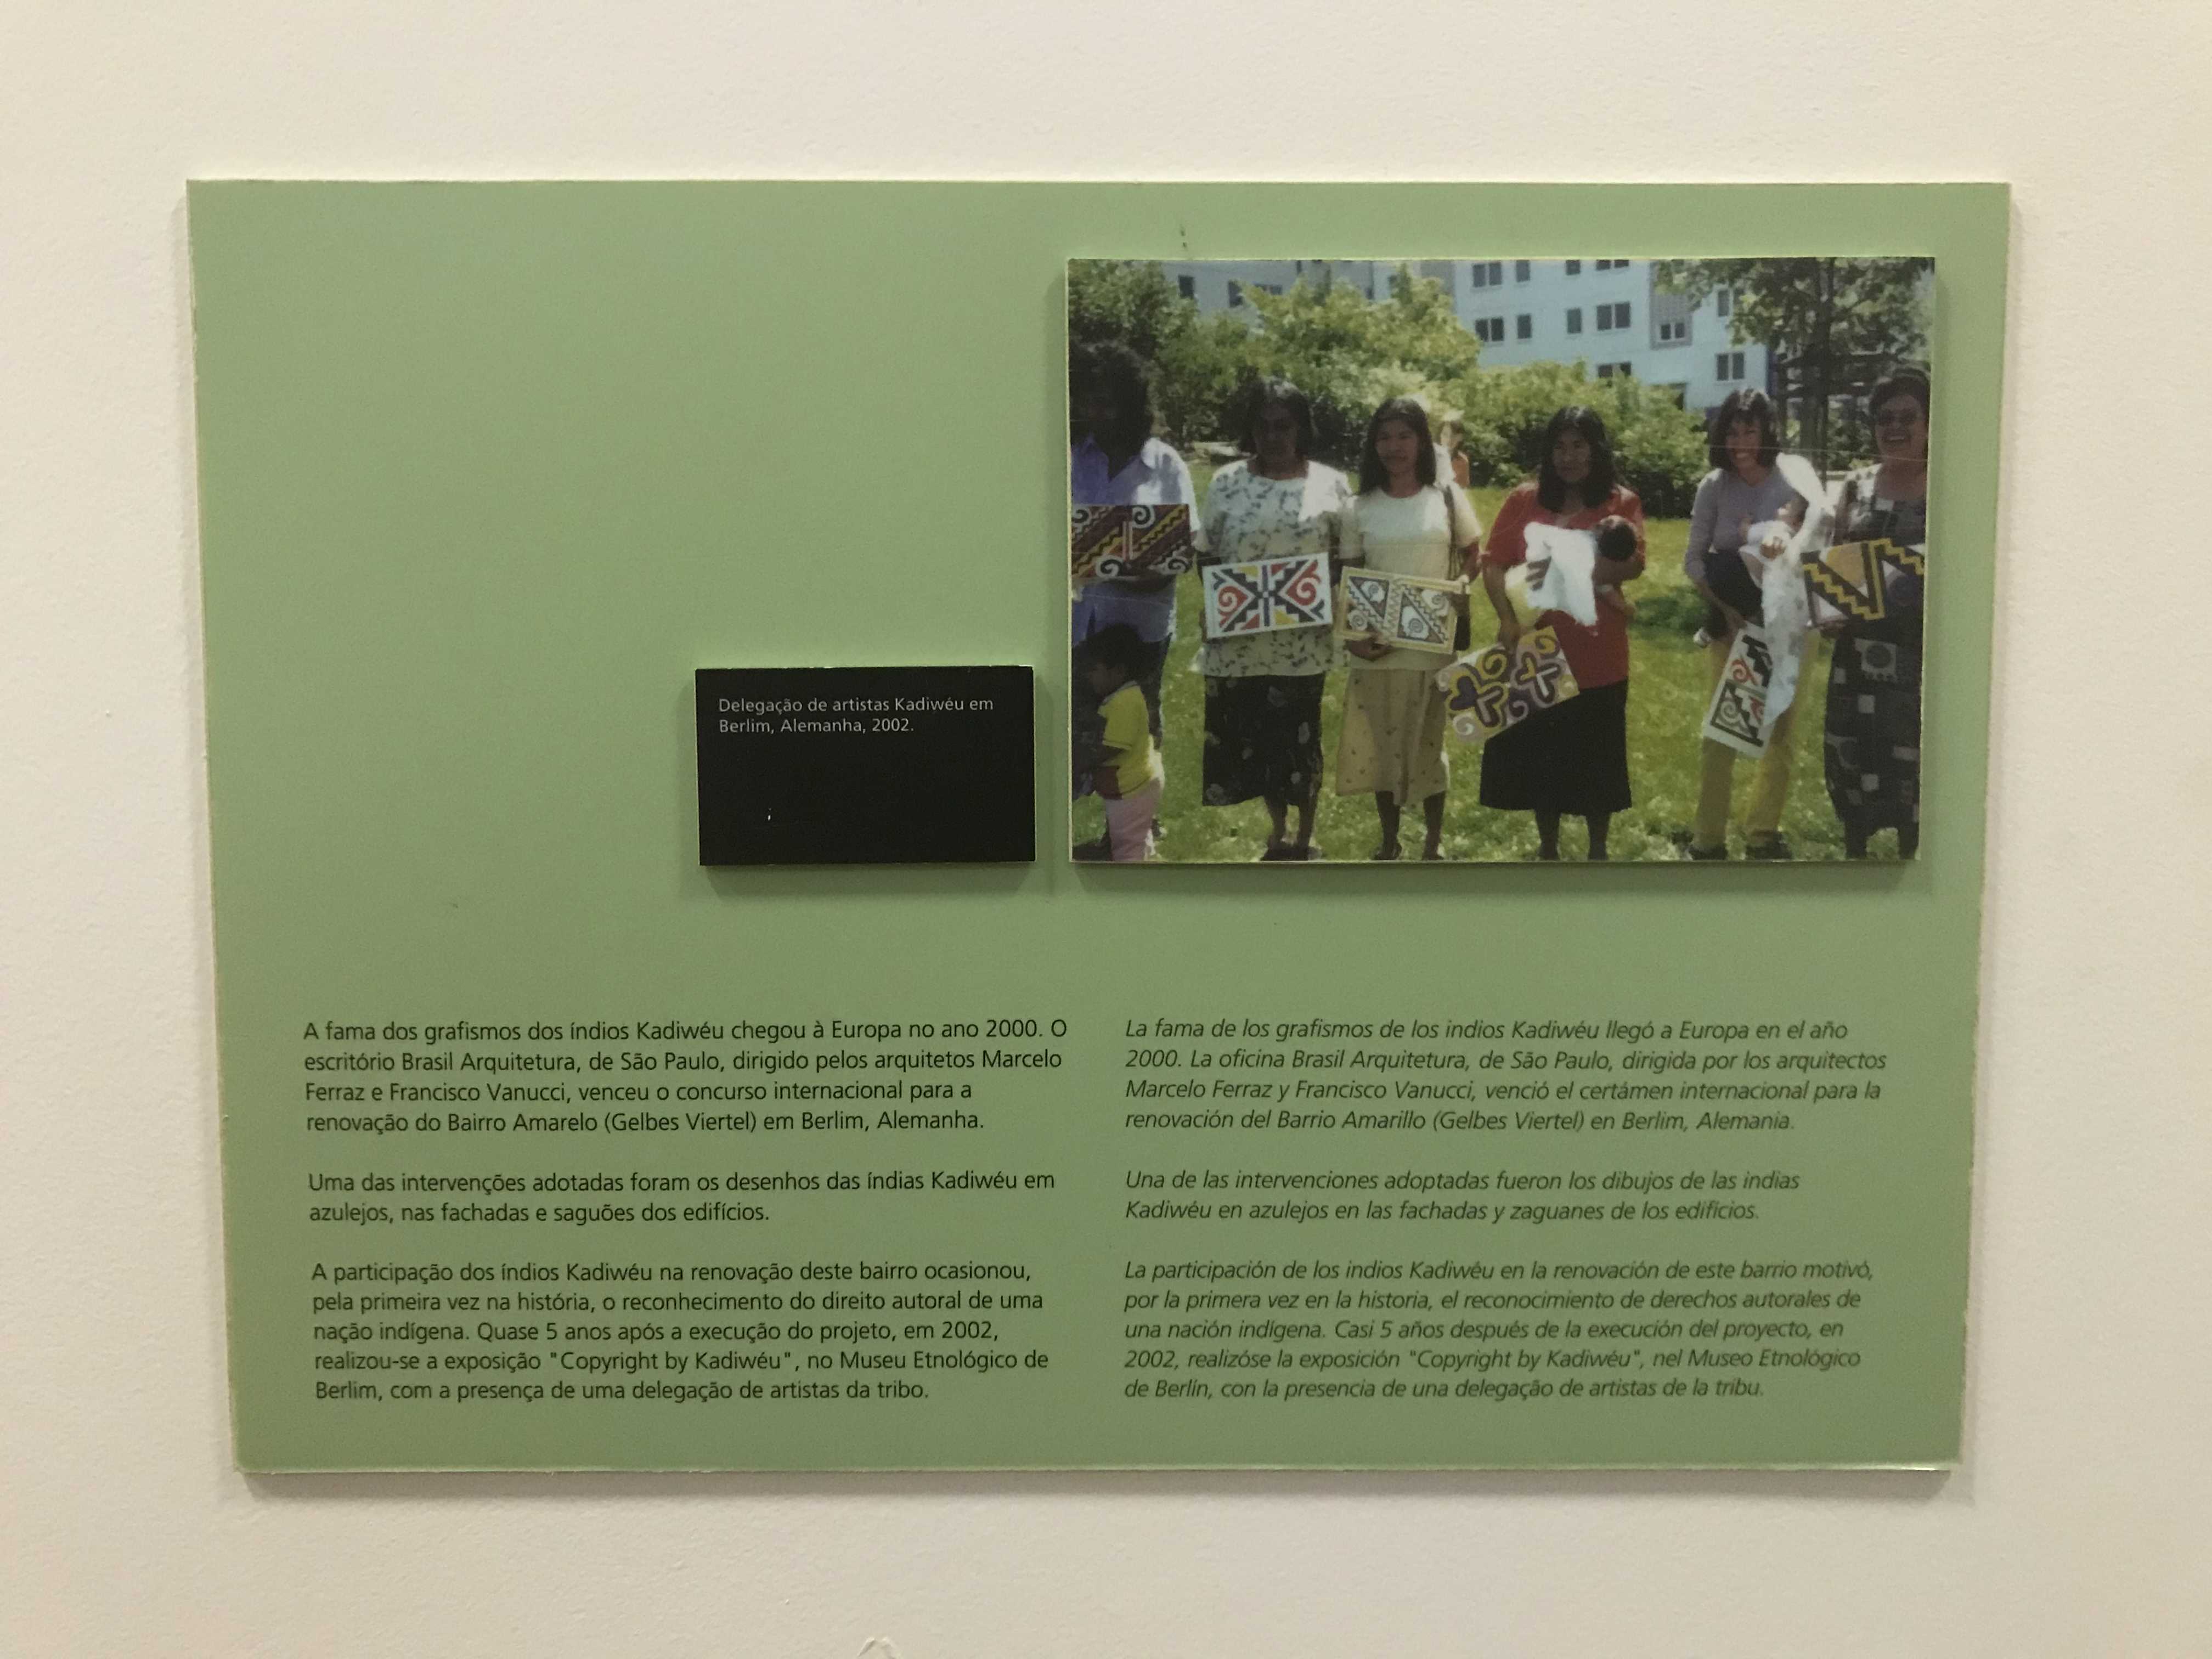 Delegação de artistas Kadiwéu em
Berlim, Alemanha, 2002.
A fama dos grafismos dos índios Kadiwéu chegou à Europa no ano 2000. O
escritório Brasil Arquitetura, de São Paulo, dirigido pelos arquitetos Marcelo
Ferraz e Francisco Vanucci, venceu o concurso internacional para a
renovação do Bairro Amarelo (Gelbes Viertel) em Berlim, Alemanha.
Uma das intervenções adotadas foram os desenhos das índias Kadiwéu em
azulejos, nas fachadas e saguões dos edifícios.
A participação dos índios Kadiwéu na renovação deste bairro ocasionou,
pela primeira vez na história, o reconhecimento do direito autoral de uma
nação indígena. Quase 5 anos após a execução do projeto, em 2002,
realizou-se a exposição "Copyright by Kadiwéu", no Museu Etnológico de
Berlim, com a presença de uma delegação de artistas da tribo.
La fama de los grafismos de los indios Kadiwéu llegó a Europa en el año
2000. La oficina Brasil Arquitetura, de São Paulo, dirigida por los arquitectos
Marcelo Ferraz y Francisco Vanucci, venció el certámen internacional para la
renovación del Barrio Amarillo (Gelbes Viertel) en Berlim, Alemania.
Una de las intervenciones adoptadas fueron los dibujos de las indias
Kadiwéu en azulejos en las fachadas y zaguanes de los edifícios.
La participación de los indios Kadiwéu en la renovación de este barrio motivó,
por la primera vez en la historia, el reconocimiento de derechos autorales de
una nación indígena. Casi 5 años después de la execución del proyecto, en
2002, realizóse la exposición "Copyright by Kadiwéu", nel Museo Etnológico
de Berlín, con la presencia de una delegação de artistas de la tribu.